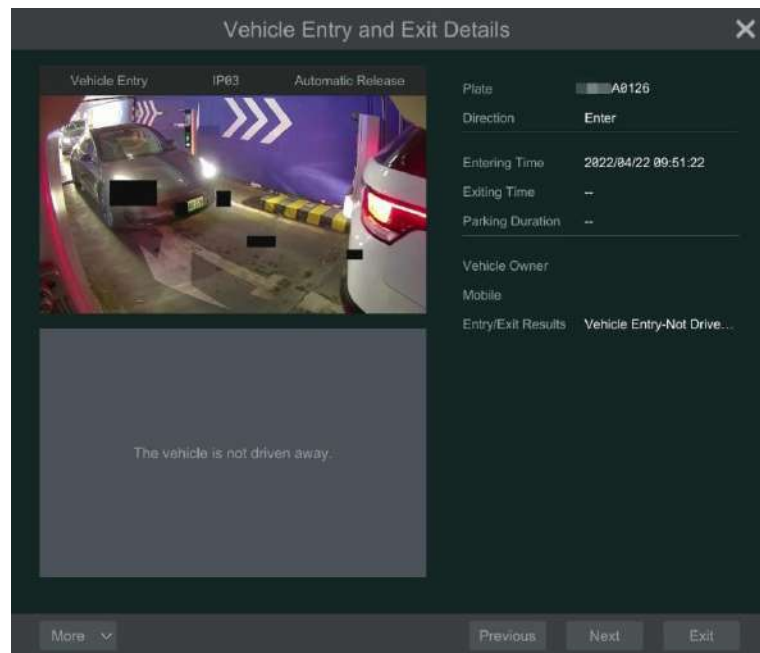 Vehicle Entry and Exit Details
Vehicle Entry IP03 Automatic Release
Plate A0126
Direction Enter
Entering Time 2022/04/22 09:51:22
Exiting Time --
Parking Duration --
Vehicle Owner
Mobile
Entry/Exit Results Vehicle Entry-Not Drive...
The vehicle is not driven away.
More Previous Next Exit